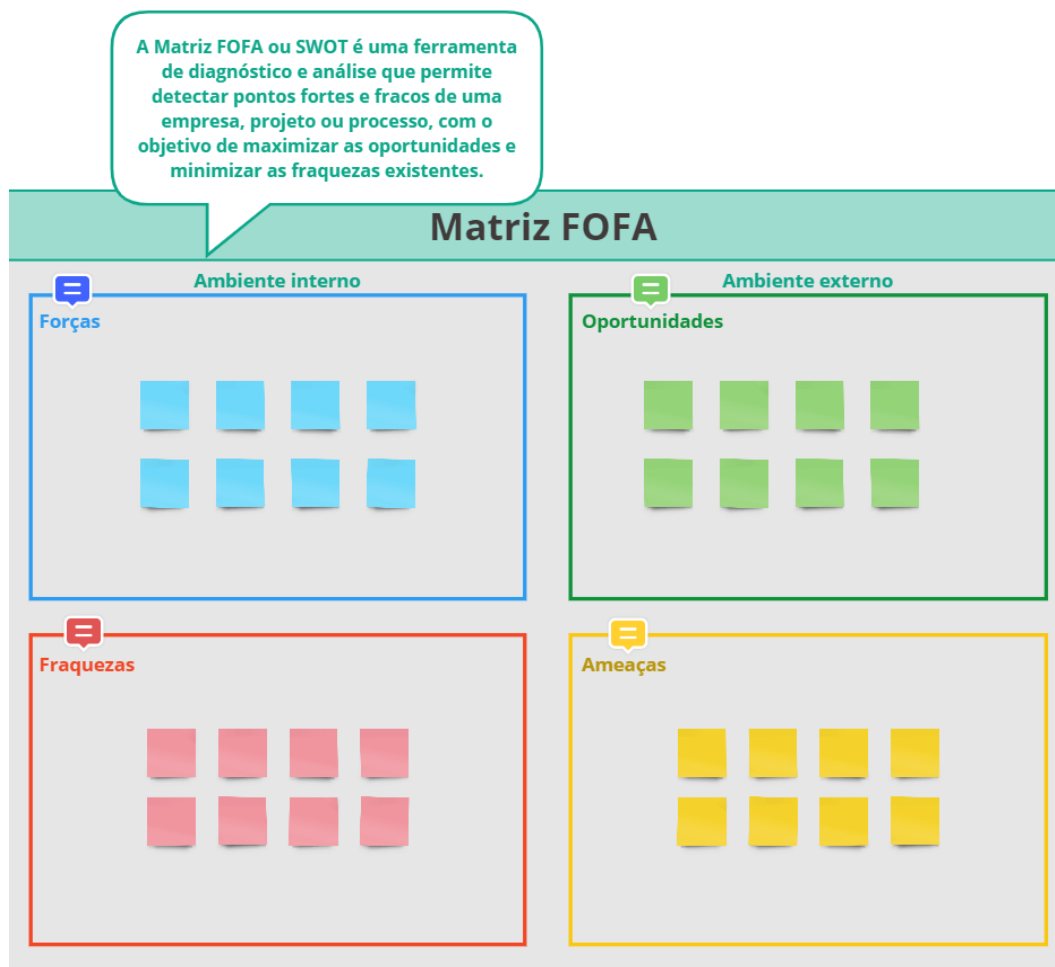 A Matriz FOFA ou SWOT é uma ferramenta
de diagnóstico e análise que permite
detectar pontos fortes e fracos de uma
empresa, projeto ou processo, com o
objetivo de maximizar as oportunidades e
minimizar as fraquezas existentes.
Matriz FOFA
Ambiente interno
Ambiente externo
Forças
Oportunidades
Fraquezas
Ameaças